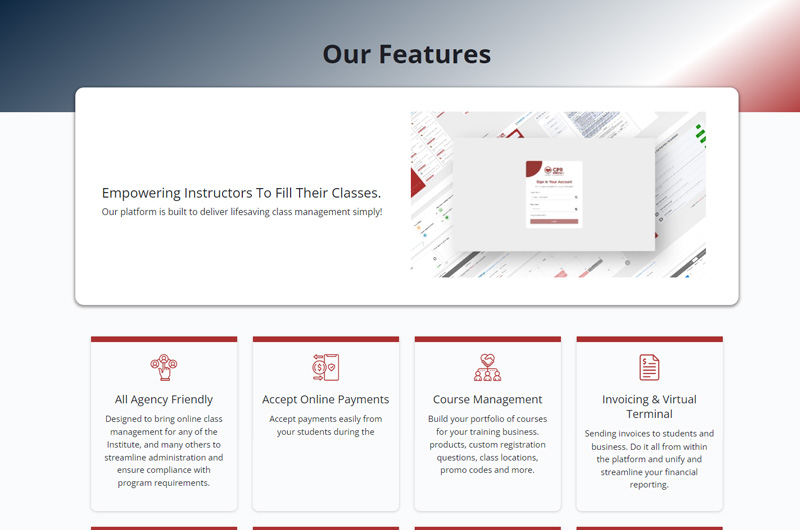 Our Features
Empowering Instructors To Fill Their Classes.
Our platform is built to deliver lifesaving class management simply!
CPR
Sign In Your Account
All Agency Friendly
Designed to bring online class
management for any of the
Institute, and many others to
streamline administration and
ensure compliance with
program requirements.
Accept Online Payments
Accept payments easily from
your students during the
Course Management
Build your portfolio of courses
for your training business.
products, custom registration
questions, class locations,
promo codes and more.
Invoicing & Virtual
Terminal
Sending invoices to students and
business. Do it all from within
the platform and unify and
streamline your financial
reporting.